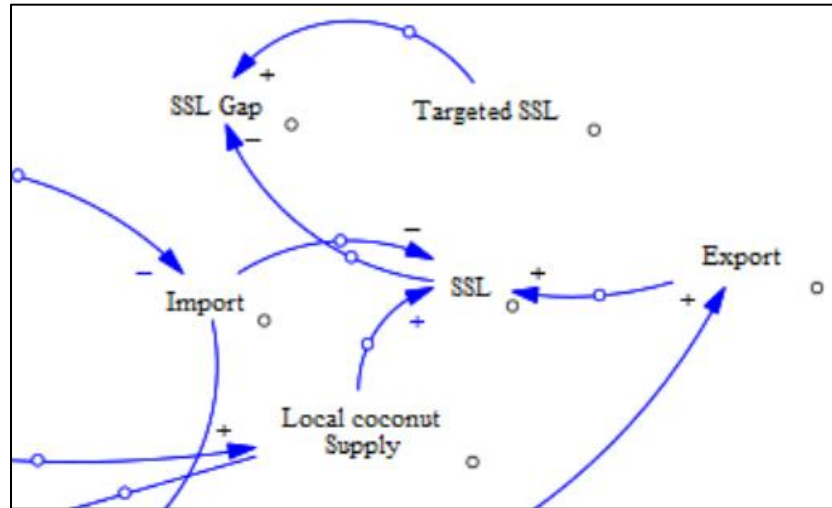 +
SSL Gap
Targeted SSL
−
−
+
Export
−
Import
SSL
+
+
+
Local coconut
Supply